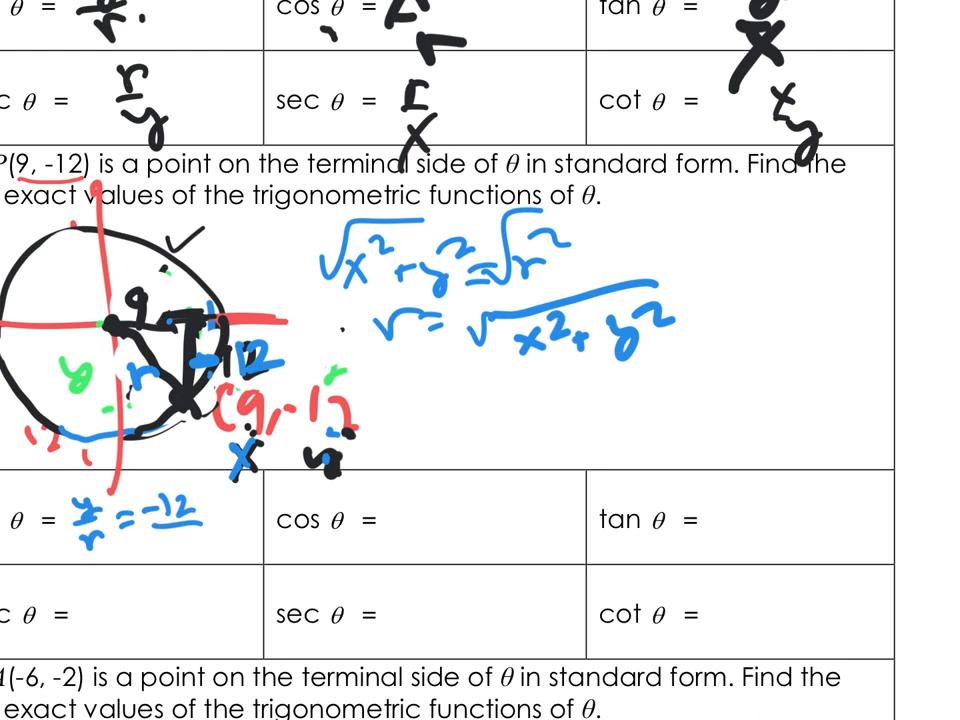 θ = y/r cos θ = tan θ =
c θ = r/y sec θ = r/x cot θ = x/y
P(9, -12) is a point on the terminal side of θ in standard form. Find the
exact values of the trigonometric functions of θ.
√x² + y² = √r²
r = √x² + y²
9
-12
y r
(9,-12
x y
θ = y/r = -12 cos θ = tan θ =
c θ = sec θ = cot θ =
(-6, -2) is a point on the terminal side of θ in standard form. Find the
exact values of the trigonometric functions of θ.